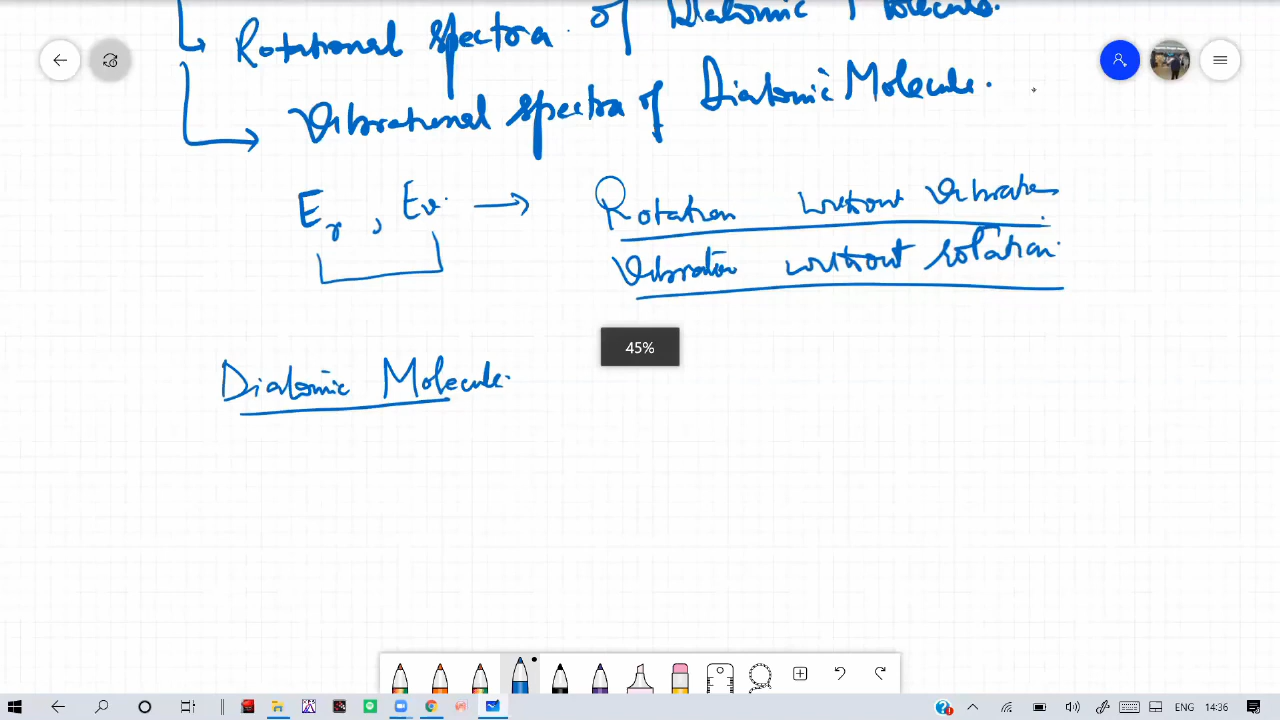 Rotational spectra of Diatomic Molecule.
Vibrational spectra of Diatomic Molecule.
Er, Ev. → Rotation without Vibration
Vibration without rotation.
45%
Diatomic Molecule.
ENG 14:36